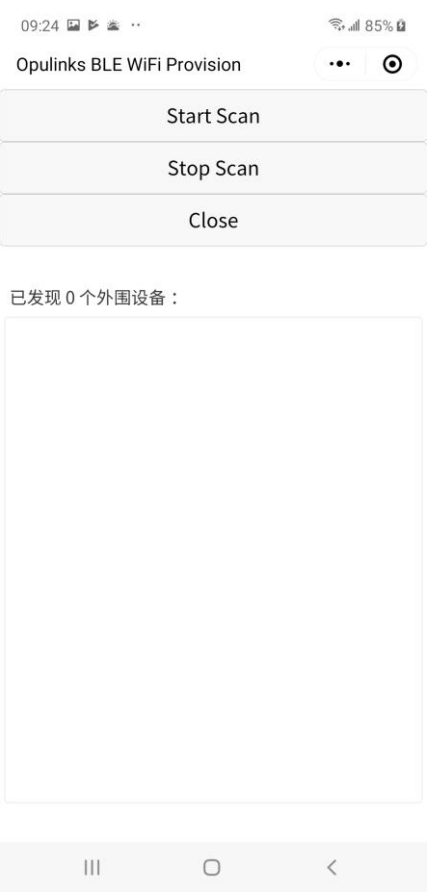 09:24 85%
Opulinks BLE WiFi Provision
Start Scan
Stop Scan
Close
已发现 0 个外围设备：